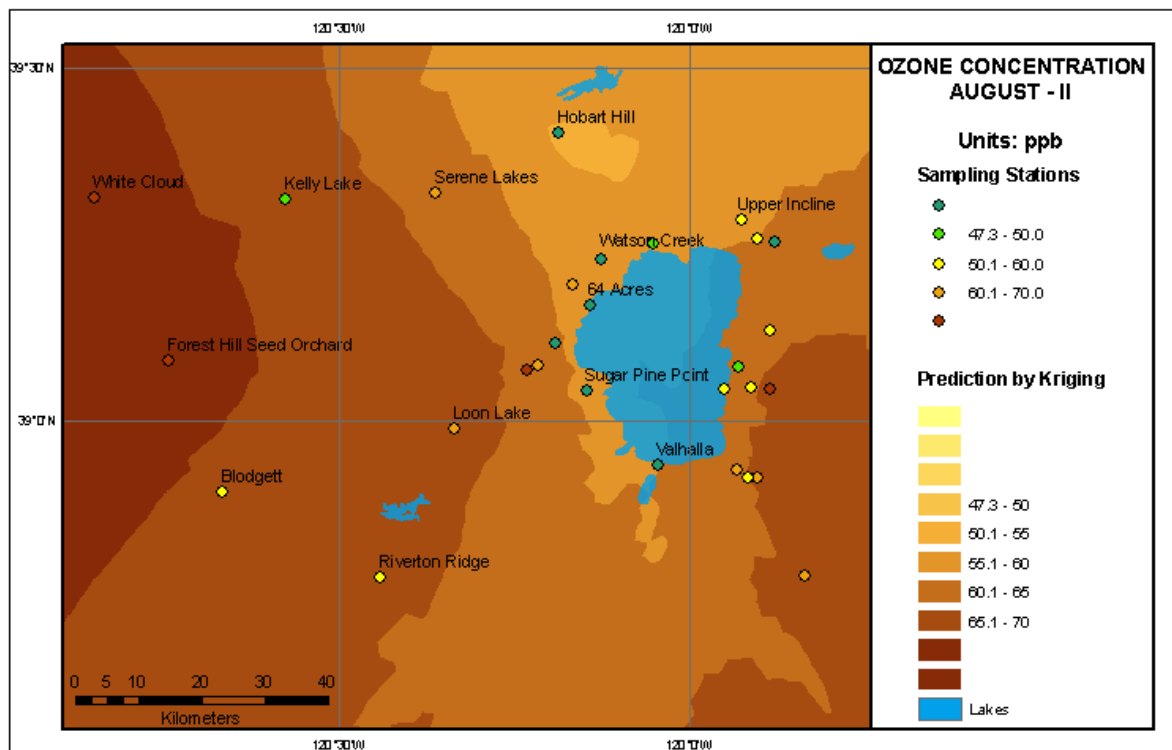 120°30'W 120°0'W
39°30'N
OZONE CONCENTRATION
AUGUST - II
Units: ppb
Sampling Stations
47.3 - 50.0
50.1 - 60.0
60.1 - 70.0
Prediction by Kriging
47.3 - 50
50.1 - 55
55.1 - 60
60.1 - 65
65.1 - 70
Lakes
Hobart Hill
White Cloud
Kelly Lake
Serene Lakes
Upper Incline
Watson Creek
64 Acres
Forest Hill Seed Orchard
Sugar Pine Point
Loon Lake
39°0'N
Valhalla
Blodgett
Riverton Ridge
0 5 10 20 30 40
Kilometers
120°30'W 120°0'W